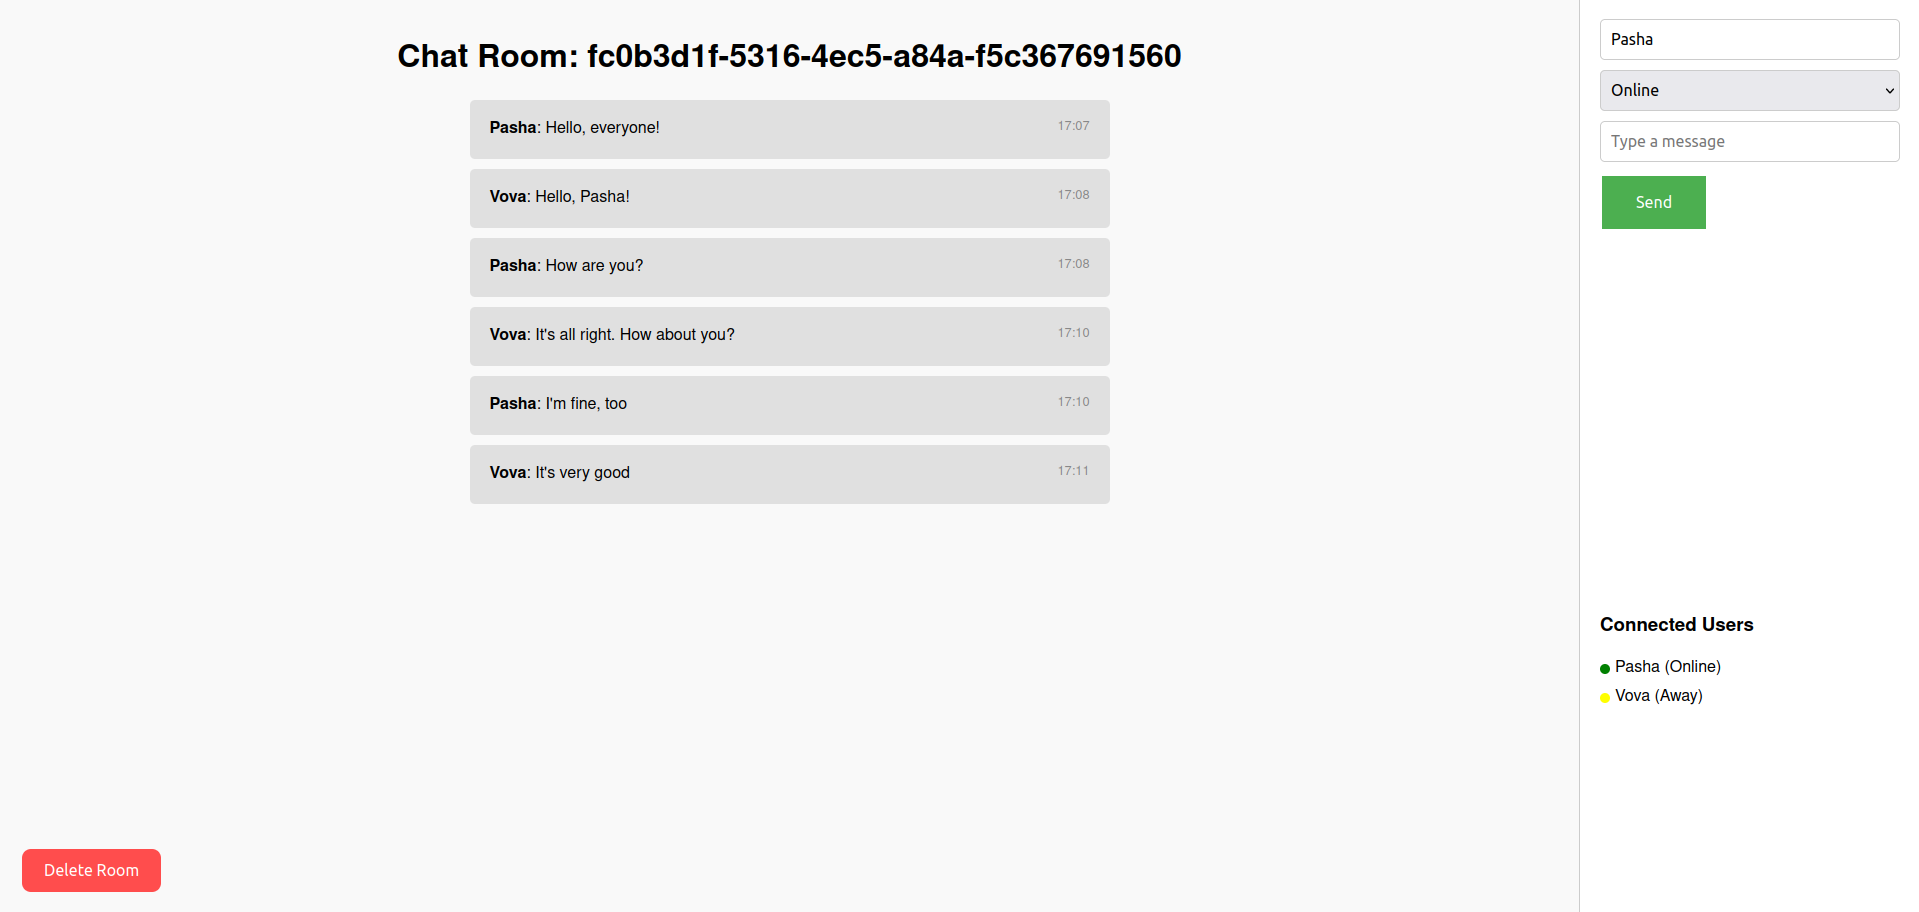 Chat Room: fc0b3d1f-5316-4ec5-a84a-f5c367691560
Pasha: Hello, everyone! 17:07
Vova: Hello, Pasha! 17:08
Pasha: How are you? 17:08
Vova: It's all right. How about you? 17:10
Pasha: I'm fine, too 17:10
Vova: It's very good 17:11
Delete Room
Pasha
Online
Type a message
Send
Connected Users
Pasha (Online)
Vova (Away)